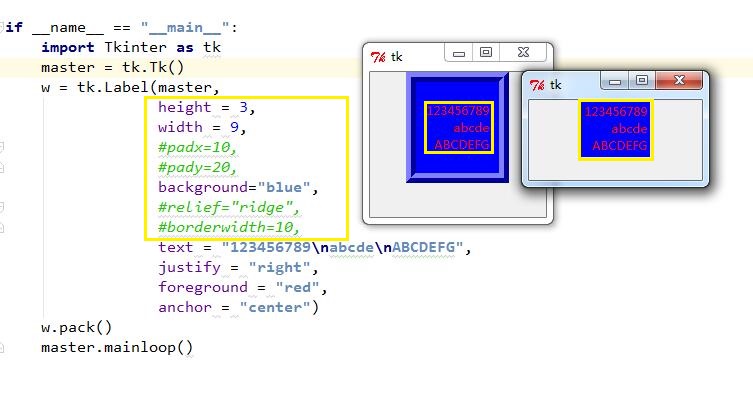 if __name__ == "__main__":
import Tkinter as tk
master = tk.Tk()
w = tk.Label(master,
height = 3,
width = 9,
#padx=10,
#pady=20,
background="blue",
#relief="ridge",
#borderwidth=10,
text = "123456789\nabcde\nABCDEFG",
justify = "right",
foreground = "red",
anchor = "center")
w.pack()
master.mainloop()
tk
123456789
abcde
ABCDEFG
tk
123456789
abcde
ABCDEFG